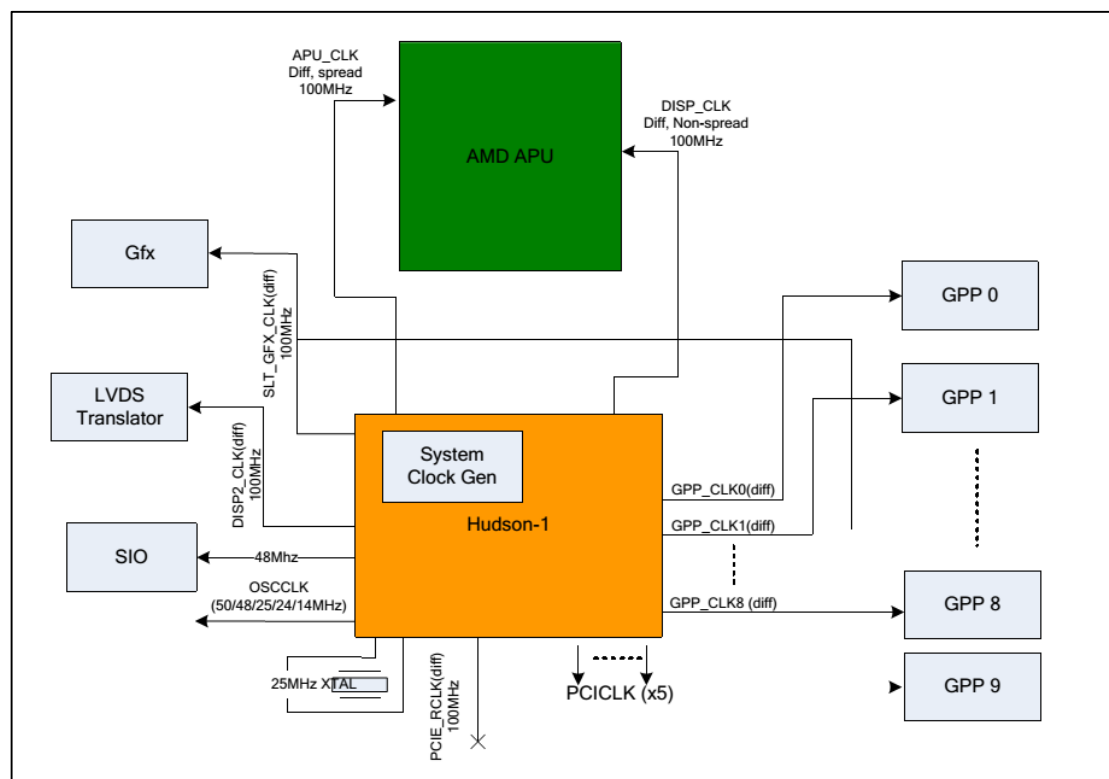 APU_CLK
Diff, spread
100MHz
AMD APU
DISP_CLK
Diff, Non-spread
100MHz
Gfx
SLT_GFX_CLK(diff)
100MHz
GPP 0
LVDS
Translator
GPP 1
DISP2_CLK(diff)
100MHz
System
Clock Gen
Hudson-1
GPP_CLK0(diff)
GPP_CLK1(diff)
SIO
48Mhz
OSCCLK
(50/48/25/24/14MHz)
GPP_CLK8 (diff)
GPP 8
25MHz XTAL
PCIE_RCLK(diff)
100MHz
PCICLK (x5)
GPP 9